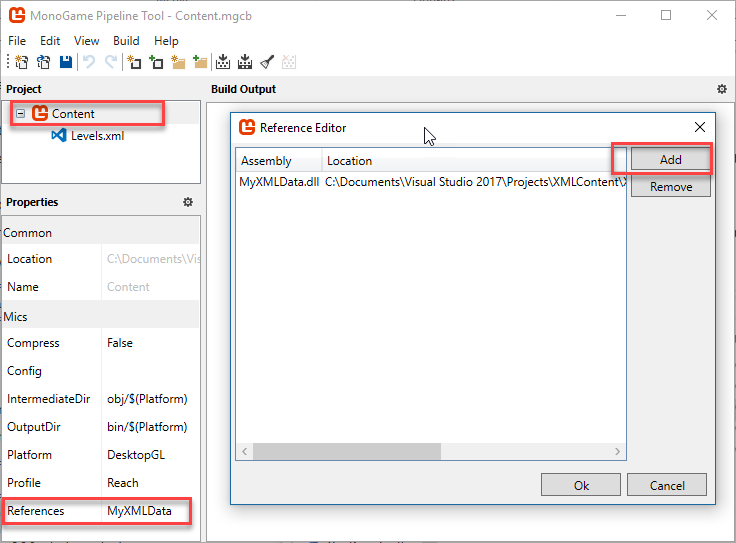 MonoGame Pipeline Tool - Content.mgcb
File Edit View Build Help
Project
Content
Levels.xml
Properties
Common
Location C:\Documents\Vis
Name Content
Mics
Compress False
Config
IntermediateDir obj/$(Platform)
OutputDir bin/$(Platform)
Platform DesktopGL
Profile Reach
References MyXMLData
Build Output
Reference Editor
Assembly Location
MyXMLData.dll C:\Documents\Visual Studio 2017\Projects\XMLContent\X
Add
Remove
Ok Cancel